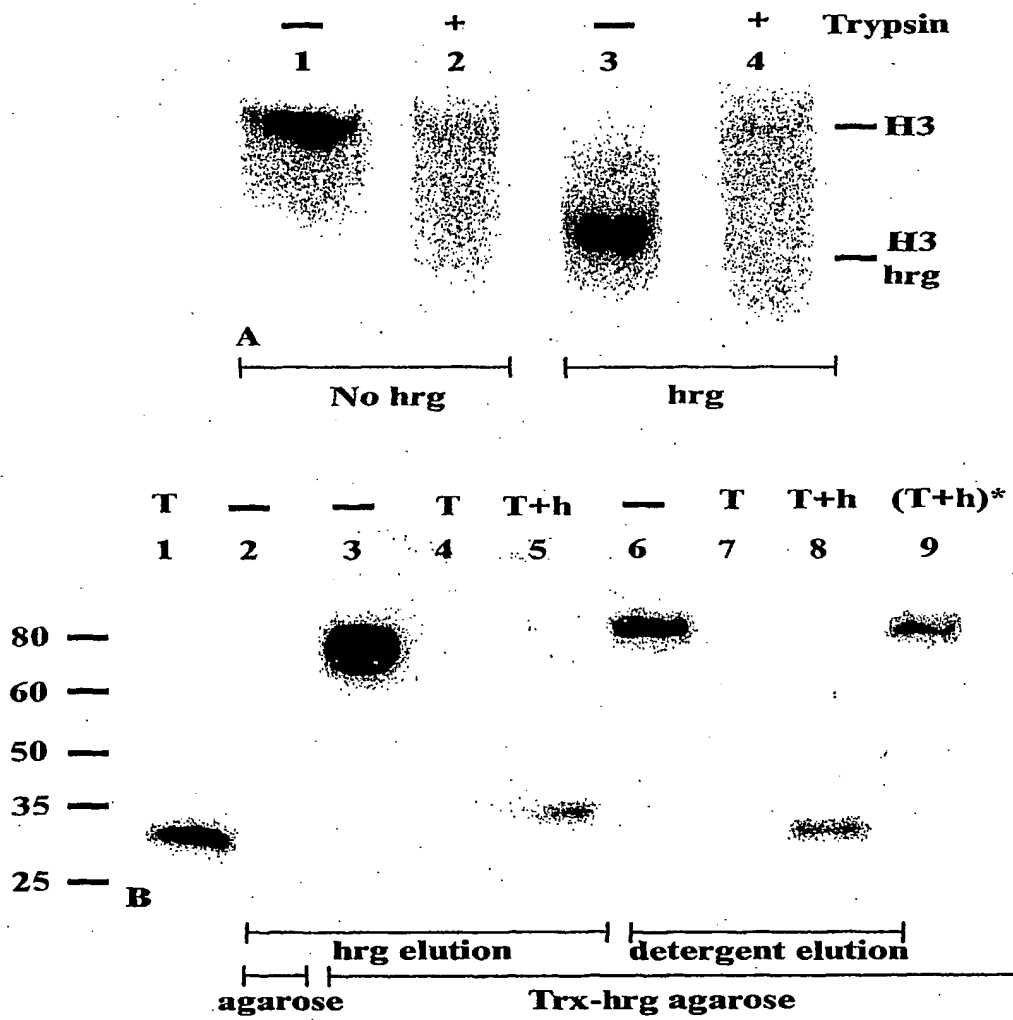 — + — + Trypsin
1 2 3 4
H3
H3
hrg
A
No hrg hrg
T — — T T+h — T T+h (T+h)*
1 2 3 4 5 6 7 8 9
80
60
50
35
25
B
hrg elution detergent elution
agarose Trx-hrg agarose